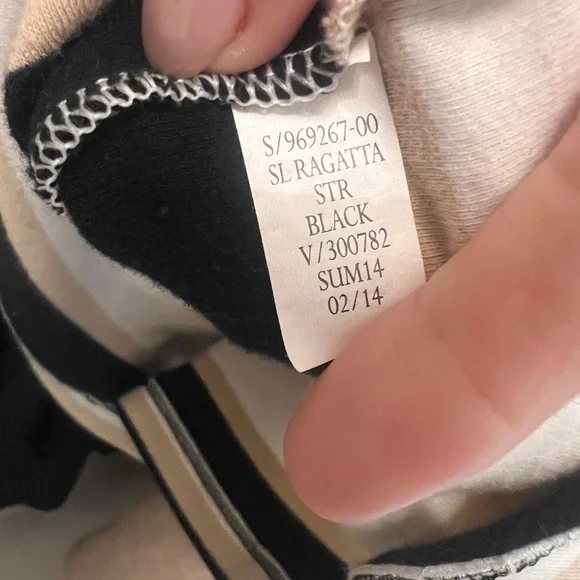 S/969267-00
SL RAGATTA
STR
BLACK
V/300782
SUM14
02/14